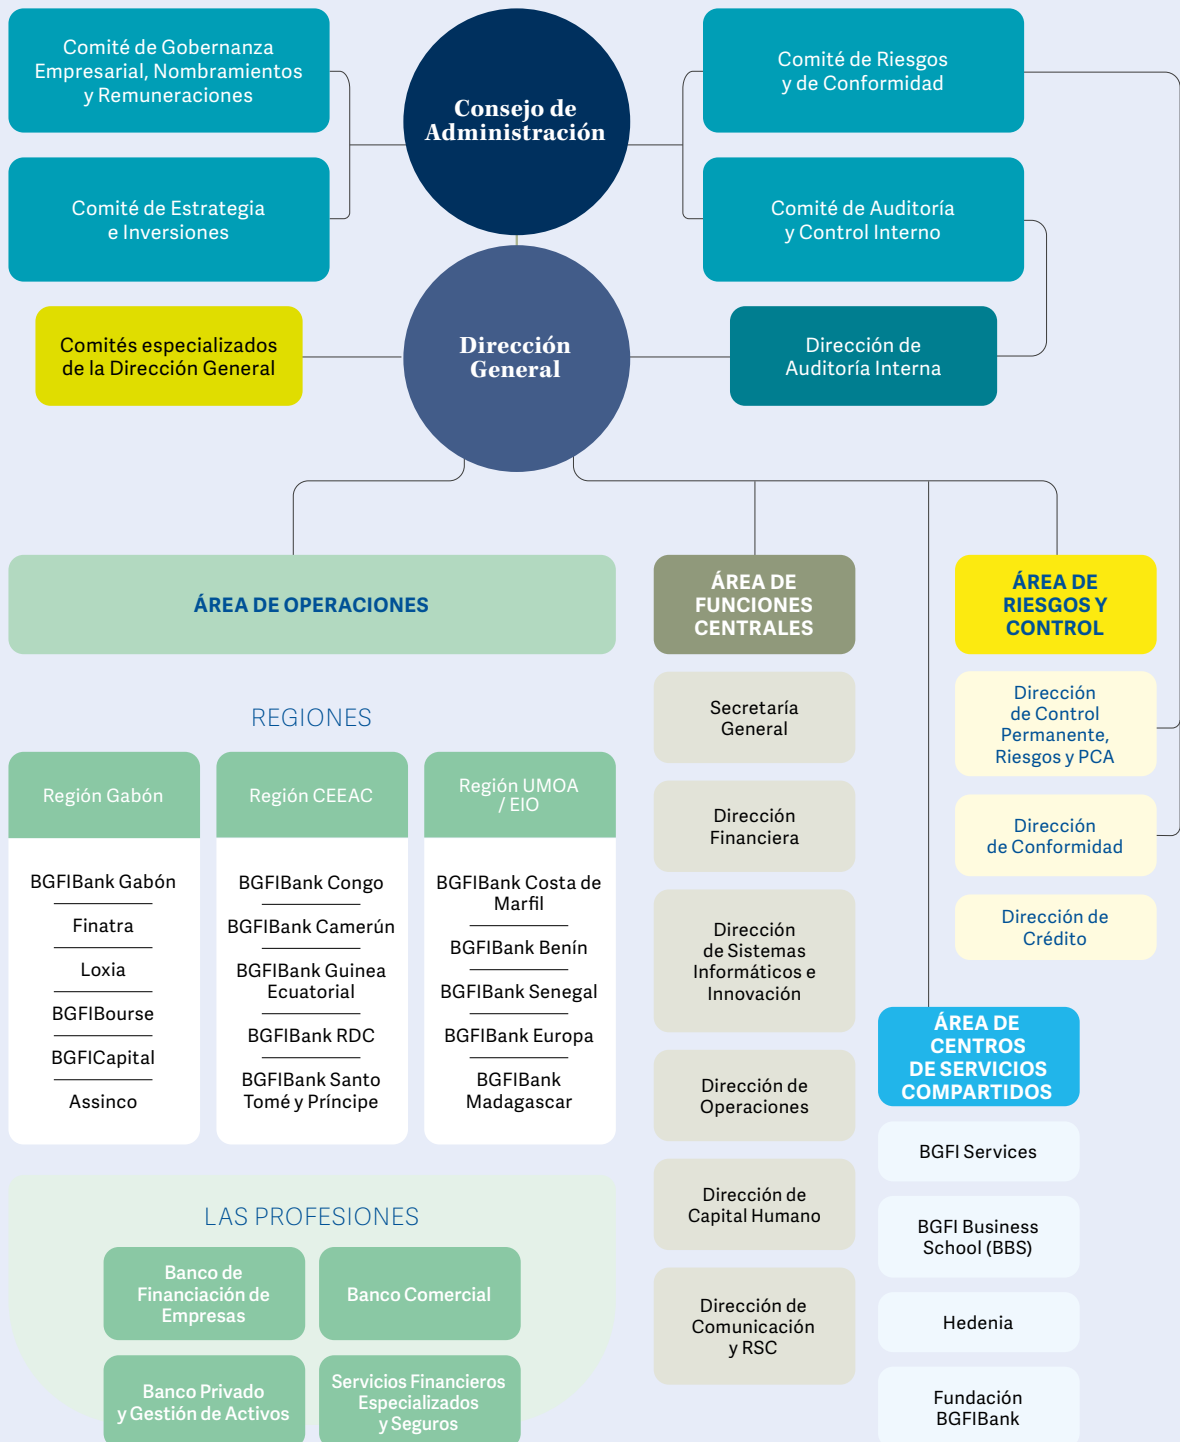 Comité de Gobernanza
Empresarial, Nombramientos
y Remuneraciones
Consejo de
Administración
Comité de Riesgos
y de Conformidad
Comité de Estrategia
e Inversiones
Comité de Auditoría
y Control Interno
Comités especializados
de la Dirección General
Dirección
General
Dirección de
Auditoría Interna
ÁREA DE OPERACIONES
REGIONES
Región Gabón
BGFIBank Gabón
Finatra
Loxia
BGFIBourse
BGFICapital
Assinco
Región CEEAC
BGFIBank Congo
BGFIBank Camerún
BGFIBank Guinea
Ecuatorial
BGFIBank RDC
BGFIBank Santo
Tomé y Príncipe
Región UMOA
/ EIO
BGFIBank Costa de
Marfil
BGFIBank Benín
BGFIBank Senegal
BGFIBank Europa
BGFIBank
Madagascar
LAS PROFESIONES
Banco de
Financiación de
Empresas
Banco Comercial
Banco Privado
y Gestión de Activos
Servicios Financieros
Especializados
y Seguros
ÁREA DE
FUNCIONES
CENTRALES
Secretaría
General
Dirección
Financiera
Dirección
de Sistemas
Informáticos e
Innovación
Dirección de
Operaciones
Dirección de
Capital Humano
Dirección de
Comunicación
y RSC
ÁREA DE
RIESGOS Y
CONTROL
Dirección
de Control
Permanente,
Riesgos y PCA
Dirección
de Conformidad
Dirección de
Crédito
ÁREA DE
CENTROS
DE SERVICIOS
COMPARTIDOS
BGFI Services
BGFI Business
School (BBS)
Hedenia
Fundación
BGFIBank